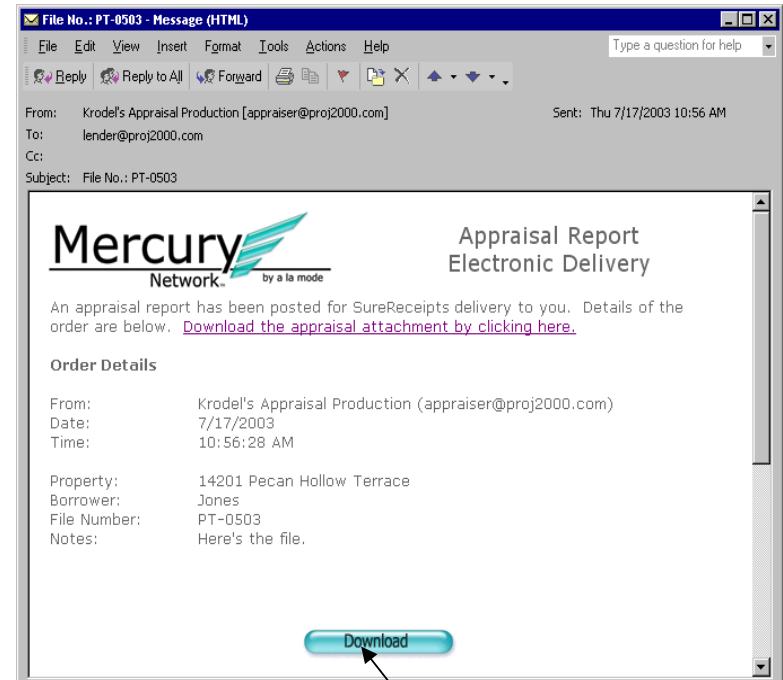 File No.: PT-0503 - Message (HTML)
File Edit View Insert Format Tools Actions Help Type a question for help
Reply Reply to All Forward
From: Krodel's Appraisal Production [appraiser@proj2000.com] Sent: Thu 7/17/2003 10:56 AM
To: lender@proj2000.com
Cc:
Subject: File No.: PT-0503
Mercury
Network™ by a la mode
Appraisal Report
Electronic Delivery
An appraisal report has been posted for SureReceipts delivery to you. Details of the
order are below. Download the appraisal attachment by clicking here.
Order Details
From: Krodel's Appraisal Production (appraiser@proj2000.com)
Date: 7/17/2003
Time: 10:56:28 AM
Property: 14201 Pecan Hollow Terrace
Borrower: Jones
File Number: PT-0503
Notes: Here's the file.
Download